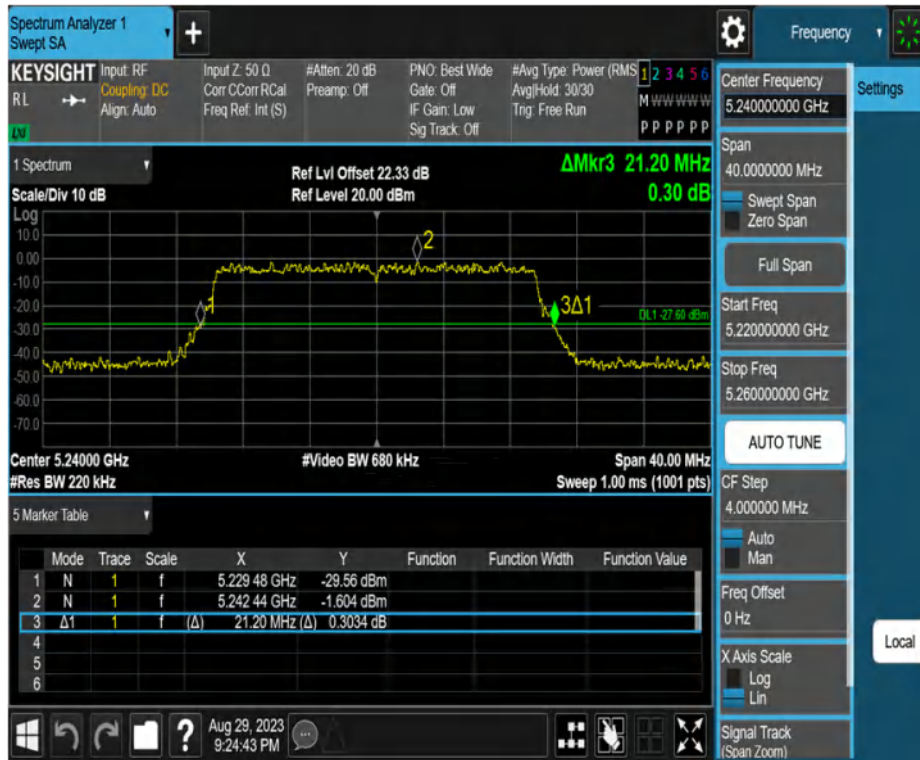 Spectrum Analyzer 1
Swept SA
+
Frequency
KEYSIGHT
RL
LXI
Input: RF
Coupling: DC
Align: Auto
Input Z: 50 Ω
Corr CCorr RCal
Freq Ref: Int (S)
#Atten: 20 dB
Preamp: Off
PNO: Best Wide
Gate: Off
IF Gain: Low
Sig Track: Off
#Avg Type: Power (RMS
Avg|Hold: 30/30
Trig: Free Run
1 2 3 4 5 6
M W W W W W
P P P P P P
1 Spectrum
Scale/Div 10 dB
Ref Lvl Offset 22.33 dB
Ref Level 20.00 dBm
ΔMkr3 21.20 MHz
0.30 dB
Log
10.0
0.00
-10.0
-20.0
-30.0
-40.0
-50.0
-60.0
-70.0
2
1
3Δ1
DL1 -27.60 dBm
Center 5.24000 GHz
#Video BW 680 kHz
Span 40.00 MHz
#Res BW 220 kHz
Sweep 1.00 ms (1001 pts)
5 Marker Table
Mode Trace Scale X Y Function Function Width Function Value
1 N 1 f 5.229 48 GHz -29.56 dBm
2 N 1 f 5.242 44 GHz -1.604 dBm
3 Δ1 1 f (Δ) 21.20 MHz (Δ) 0.3034 dB
4
5
6
?
Aug 29, 2023
9:24:43 PM
Center Frequency
5.240000000 GHz
Span
40.0000000 MHz
Swept Span
Zero Span
Full Span
Start Freq
5.220000000 GHz
Stop Freq
5.260000000 GHz
AUTO TUNE
CF Step
4.000000 MHz
Auto
Man
Freq Offset
0 Hz
X Axis Scale
Log
Lin
Signal Track
(Span Zoom)
Settings
Local